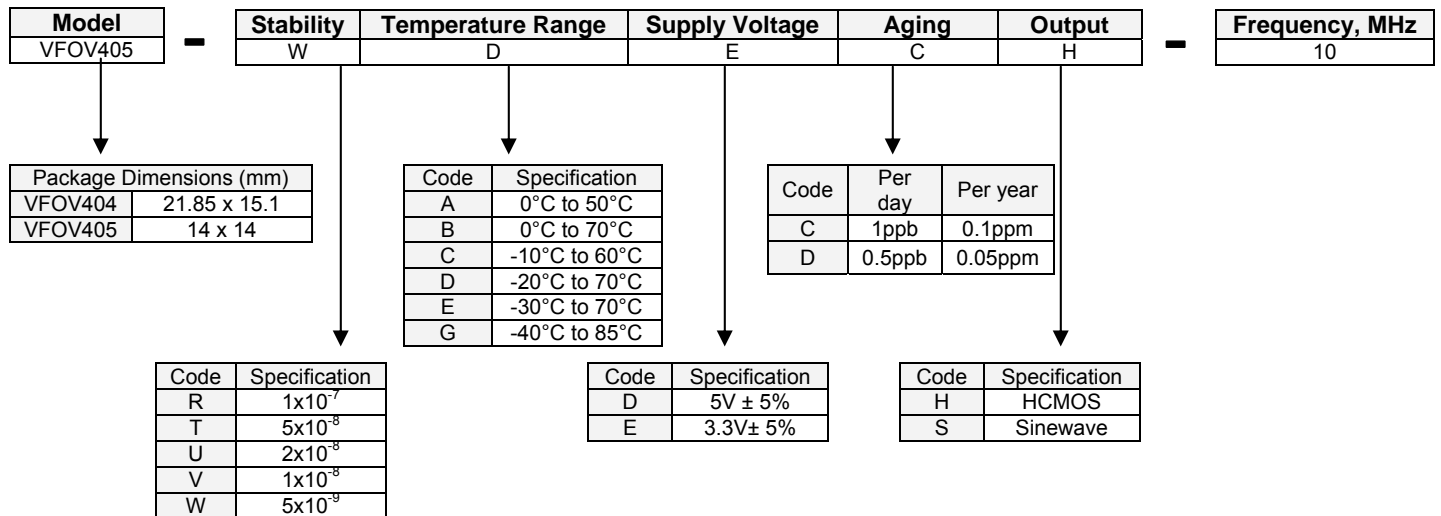 Model - Stability Temperature Range Supply Voltage Aging Output - Frequency, MHz
VFOV405 W D E C H 10
Package Dimensions (mm)
VFOV404 21.85 x 15.1
VFOV405 14 x 14
Code Specification
A 0°C to 50°C
B 0°C to 70°C
C -10°C to 60°C
D -20°C to 70°C
E -30°C to 70°C
G -40°C to 85°C
Code Per day Per year
C 1ppb 0.1ppm
D 0.5ppb 0.05ppm
Code Specification
R 1x10⁻⁷
T 5x10⁻⁸
U 2x10⁻⁸
V 1x10⁻⁸
W 5x10⁻⁹
Code Specification
D 5V ± 5%
E 3.3V± 5%
Code Specification
H HCMOS
S Sinewave